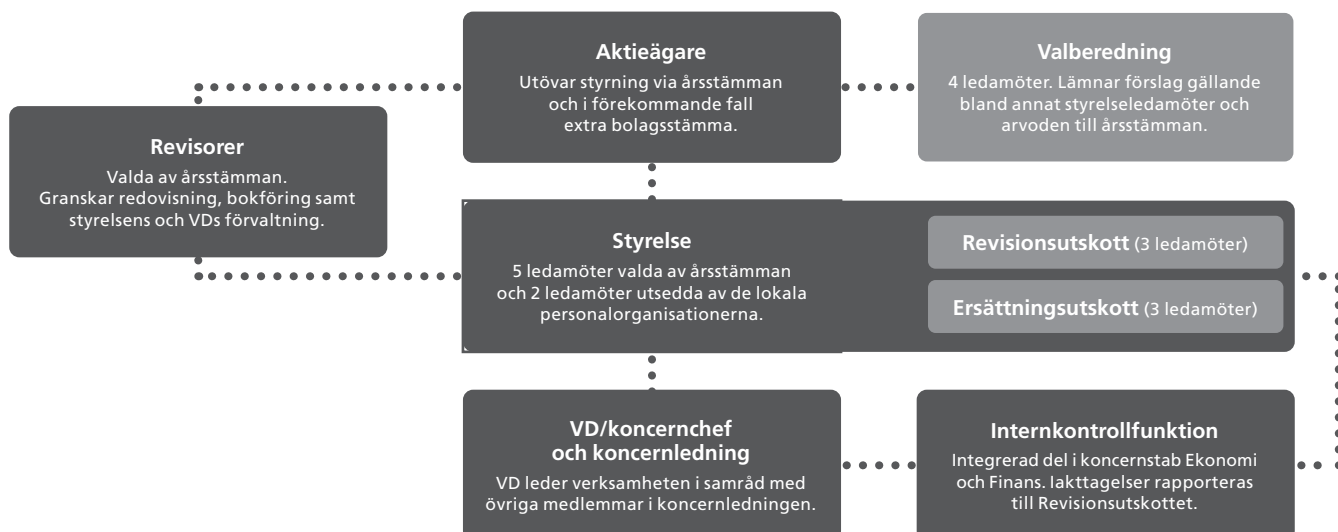 Aktieägare
Utövar styrning via årsstämman
och i förekommande fall
extra bolagsstämma.
Valberedning
4 ledamöter. Lämnar förslag gällande
bland annat styrelseledamöter och
arvoden till årsstämman.
Revisorer
Valda av årsstämman.
Granskar redovisning, bokföring samt
styrelsens och VDs förvaltning.
Styrelse
5 ledamöter valda av årsstämman
och 2 ledamöter utsedda av de lokala
personalorganisationerna.
Revisionsutskott (3 ledamöter)
Ersättningsutskott (3 ledamöter)
VD/koncernchef
och koncernledning
VD leder verksamheten i samråd med
övriga medlemmar i koncernledningen.
Internkontrollfunktion
Integrerad del i koncernstab Ekonomi
och Finans. Iakttagelser rapporteras
till Revisionsutskottet.